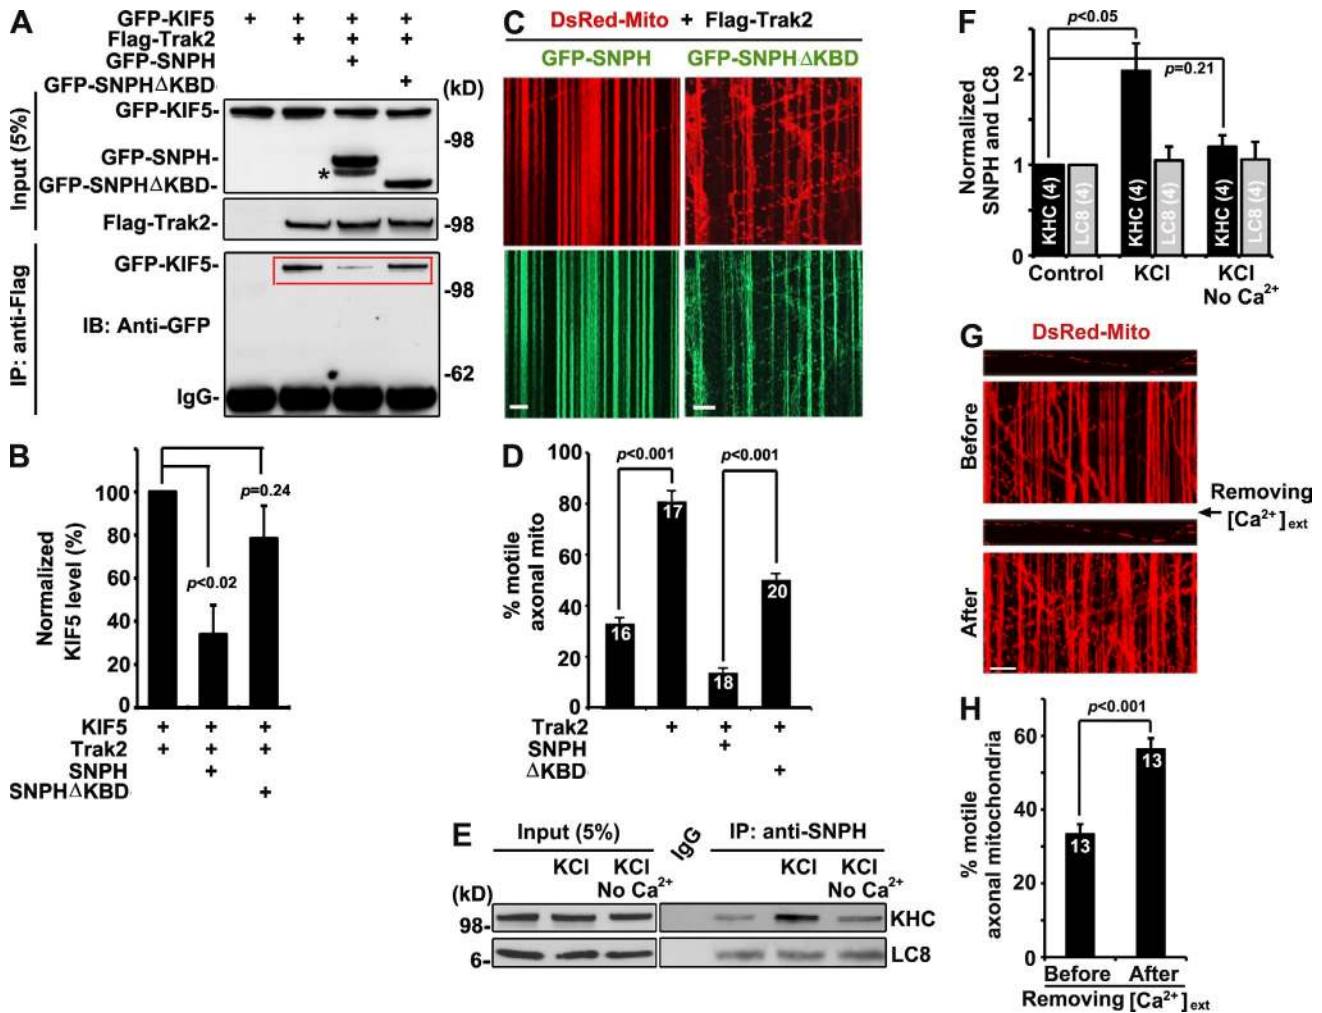 A
GFP-KIF5 + + + +
Flag-Trak2 + + +
GFP-SNPH +
GFP-SNPHΔKBD +
(kD)
Input (5%)
GFP-KIF5-
-98
GFP-SNPH-
*
GFP-SNPHΔKBD-
Flag-Trak2-
-98
IP: anti-Flag
GFP-KIF5-
-98
IB: Anti-GFP
-62
IgG-
B
Normalized
KIF5 level (%)
100
80
60
40
20
0
p<0.02
p=0.24
KIF5 + + +
Trak2 + + +
SNPH +
SNPHΔKBD +
C
DsRed-Mito + Flag-Trak2
GFP-SNPH GFP-SNPHΔKBD
D
% motile
axonal mito
100
80
60
40
20
0
p<0.001
p<0.001
16
17
18
20
Trak2 + + +
SNPH +
ΔKBD +
E
Input (5%)
IgG
IP: anti-SNPH
KCl
KCl
No Ca²⁺
KCl
KCl
No Ca²⁺
(kD)
98-
KHC
6-
LC8
F
Normalized
SNPH and LC8
2
1
0
p<0.05
p=0.21
KHC (4)
LC8 (4)
KHC (4)
LC8 (4)
KHC (4)
LC8 (4)
Control
KCl
KCl
No Ca²⁺
G
DsRed-Mito
Before
Removing
[Ca²⁺]ext
After
H
% motile
axonal mitochondria
60
40
20
0
p<0.001
13
13
Before After
Removing [Ca²⁺]ext